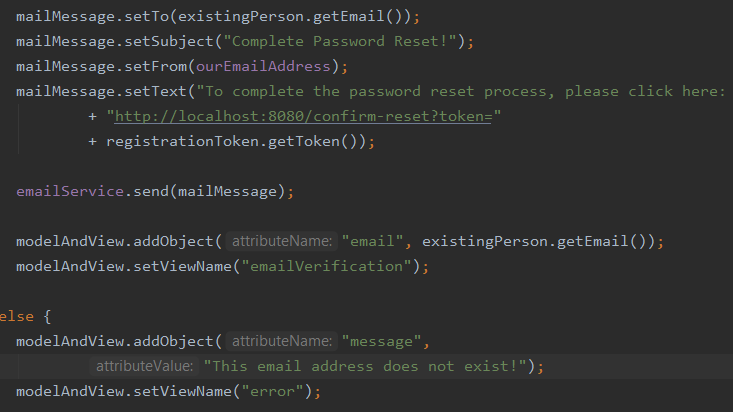 mailMessage.setTo(existingPerson.getEmail());
mailMessage.setSubject("Complete Password Reset!");
mailMessage.setFrom(ourEmailAddress);
mailMessage.setText("To complete the password reset process, please click here:
+ "http://localhost:8080/confirm-reset?token="
+ registrationToken.getToken());
emailService.send(mailMessage);
modelAndView.addObject( attributeName: "email", existingPerson.getEmail());
modelAndView.setViewName("emailVerification");
else {
modelAndView.addObject( attributeName: "message",
attributeValue: "This email address does not exist!");
modelAndView.setViewName("error");